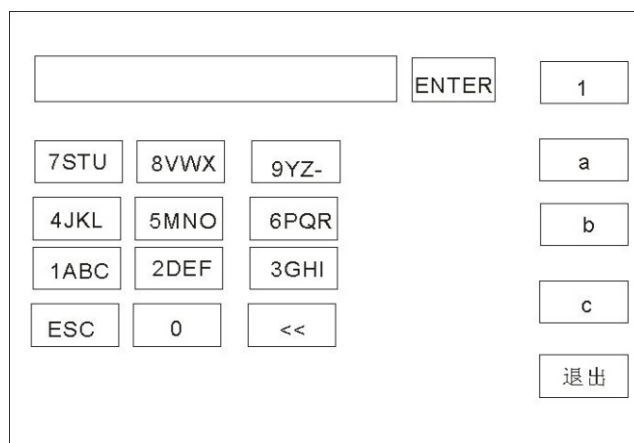 ENTER 1
7STU 8VWX 9YZ- a
4JKL 5MNO 6PQR b
1ABC 2DEF 3GHI
ESC 0 << c
退出